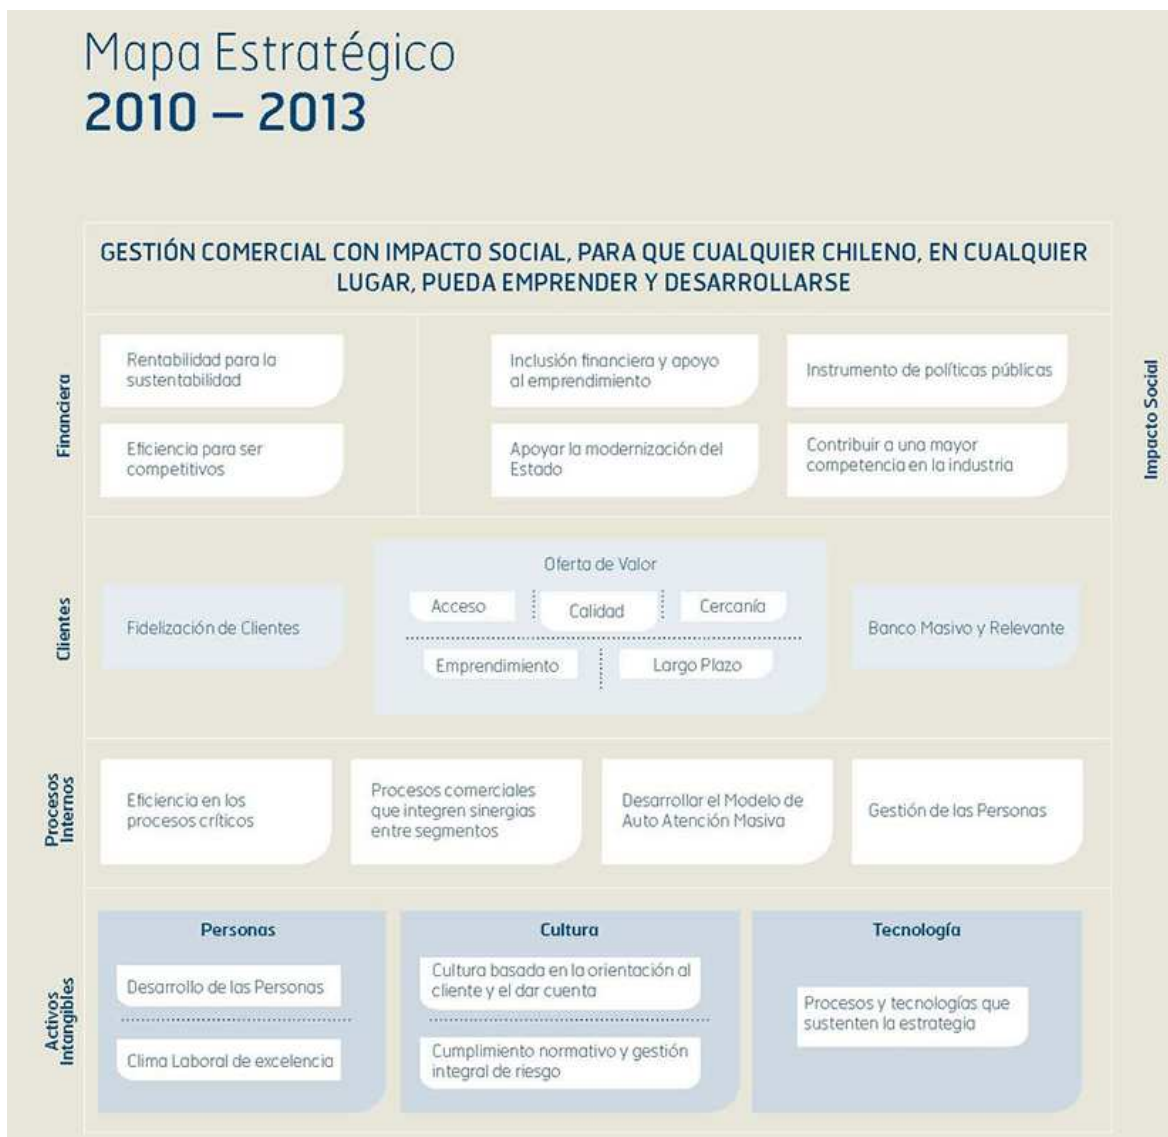 Mapa Estratégico
2010 – 2013
GESTIÓN COMERCIAL CON IMPACTO SOCIAL, PARA QUE CUALQUIER CHILENO, EN CUALQUIER
LUGAR, PUEDA EMPRENDER Y DESARROLLARSE
Financiera
Rentabilidad para la
sustentabilidad
Eficiencia para ser
competitivos
Inclusión financiera y apoyo
al emprendimiento
Instrumento de políticas públicas
Apoyar la modernización del
Estado
Contribuir a una mayor
competencia en la industria
Impacto Social
Clientes
Fidelización de Clientes
Oferta de Valor
Acceso
Calidad
Cercanía
Emprendimiento
Largo Plazo
Banco Masivo y Relevante
Procesos
Internos
Eficiencia en los
procesos críticos
Procesos comerciales
que integren sinergias
entre segmentos
Desarrollar el Modelo de
Auto Atención Masiva
Gestión de las Personas
Activos
Intangibles
Personas
Desarrollo de las Personas
Clima Laboral de excelencia
Cultura
Cultura basada en la orientación al
cliente y el dar cuenta
Cumplimiento normativo y gestión
integral de riesgo
Tecnología
Procesos y tecnologías que
sustenten la estrategía